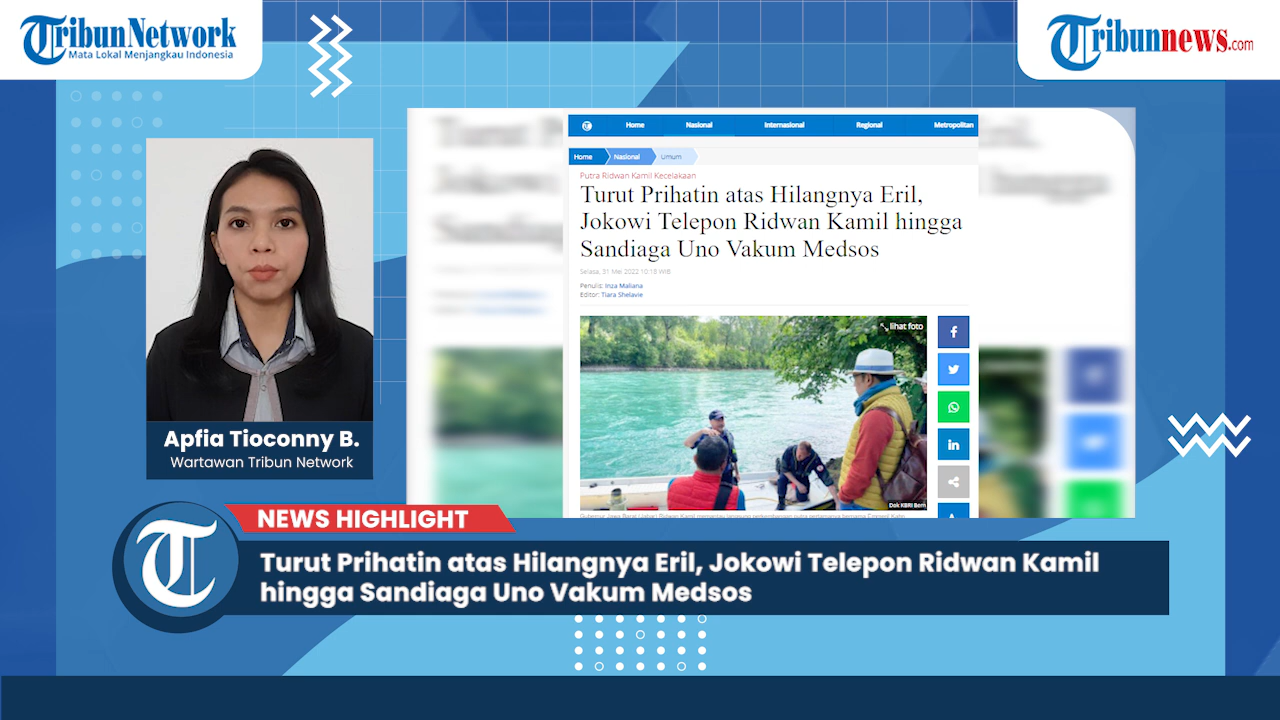 Tribun Network
Mata Lokal Menjangkau Indonesia
Tribunnews.com
Home Nasional Internasional Regional Metropolitan
Home Nasional Umum
Putra Ridwan Kamil Kecelakaan
Turut Prihatin atas Hilangnya Eril,
Jokowi Telepon Ridwan Kamil hingga
Sandiaga Uno Vakum Medsos
Selasa, 31 Mei 2022 10:18 WIB
Penulis: Inza Maliana
Editor: Tiara Shelavie
lihat foto
Dok KBRI Bern
Apfia Tioconny B.
Wartawan Tribun Network
NEWS HIGHLIGHT
Turut Prihatin atas Hilangnya Eril, Jokowi Telepon Ridwan Kamil
hingga Sandiaga Uno Vakum Medsos